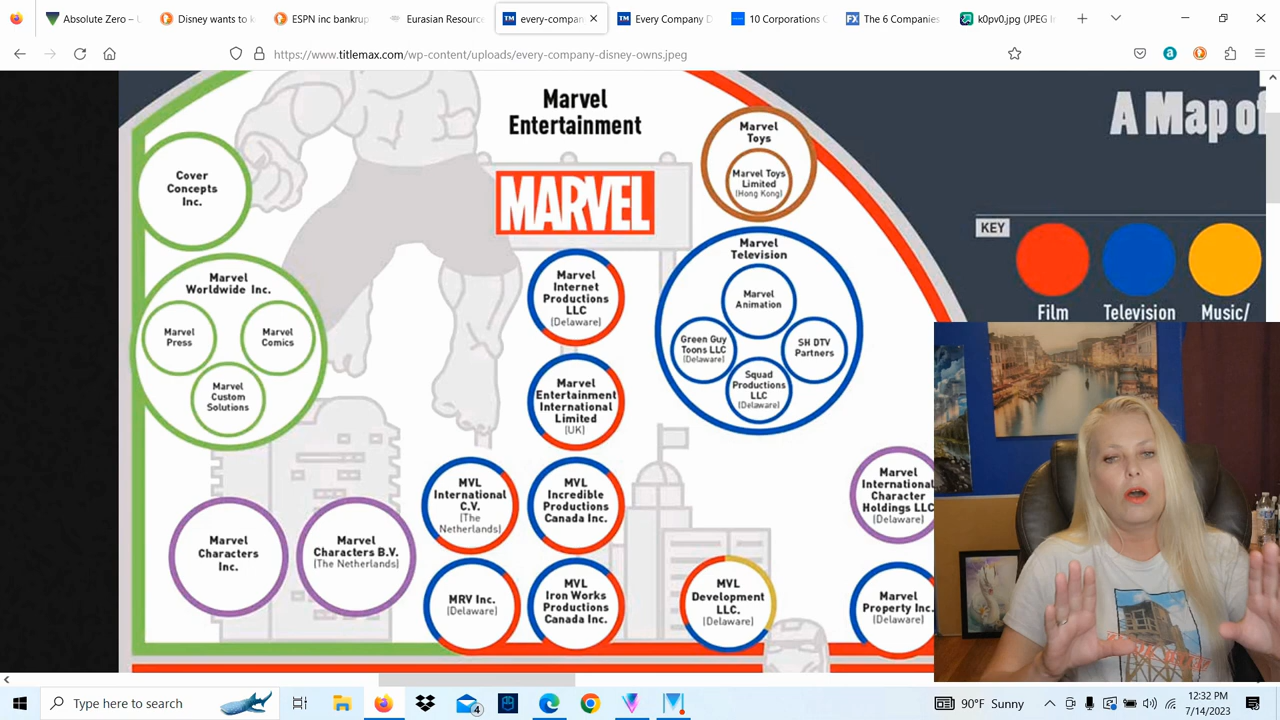 Absolute Zero – U
Disney wants to k
ESPN inc bankrup
Eurasian Resourc
every-compan
Every Company D
10 Corporations C
The 6 Companies
k0pv0.jpg (JPEG I
https://www.titlemax.com/wp-content/uploads/every-company-disney-owns.jpeg
Marvel
Entertainment
MARVEL
A Map of
KEY
Film
Television
Music/
Cover
Concepts
Inc.
Marvel
Worldwide Inc.
Marvel
Press
Marvel
Comics
Marvel
Custom
Solutions
Marvel
Toys
Marvel Toys
Limited
(Hong Kong)
Marvel
Television
Marvel
Animation
Green Guy
Toons LLC
(Delaware)
SH DTV
Partners
Squad
Productions
LLC
(Delaware)
Marvel
Internet
Productions
LLC
(Delaware)
Marvel
Entertainment
International
Limited
(UK)
MVL
International
C.V.
(The
Netherlands)
MVL
Incredible
Productions
Canada Inc.
Marvel
International
Character
Holdings LLC
(Delaware)
Marvel
Characters
Inc.
Marvel
Characters B.V.
(The Netherlands)
MRV Inc.
(Delaware)
MVL
Iron Works
Productions
Canada Inc.
MVL
Development
LLC.
(Delaware)
Marvel
Property Inc.
(Delaware)
Type here to search
4
90°F Sunny
12:32 PM
7/14/2023